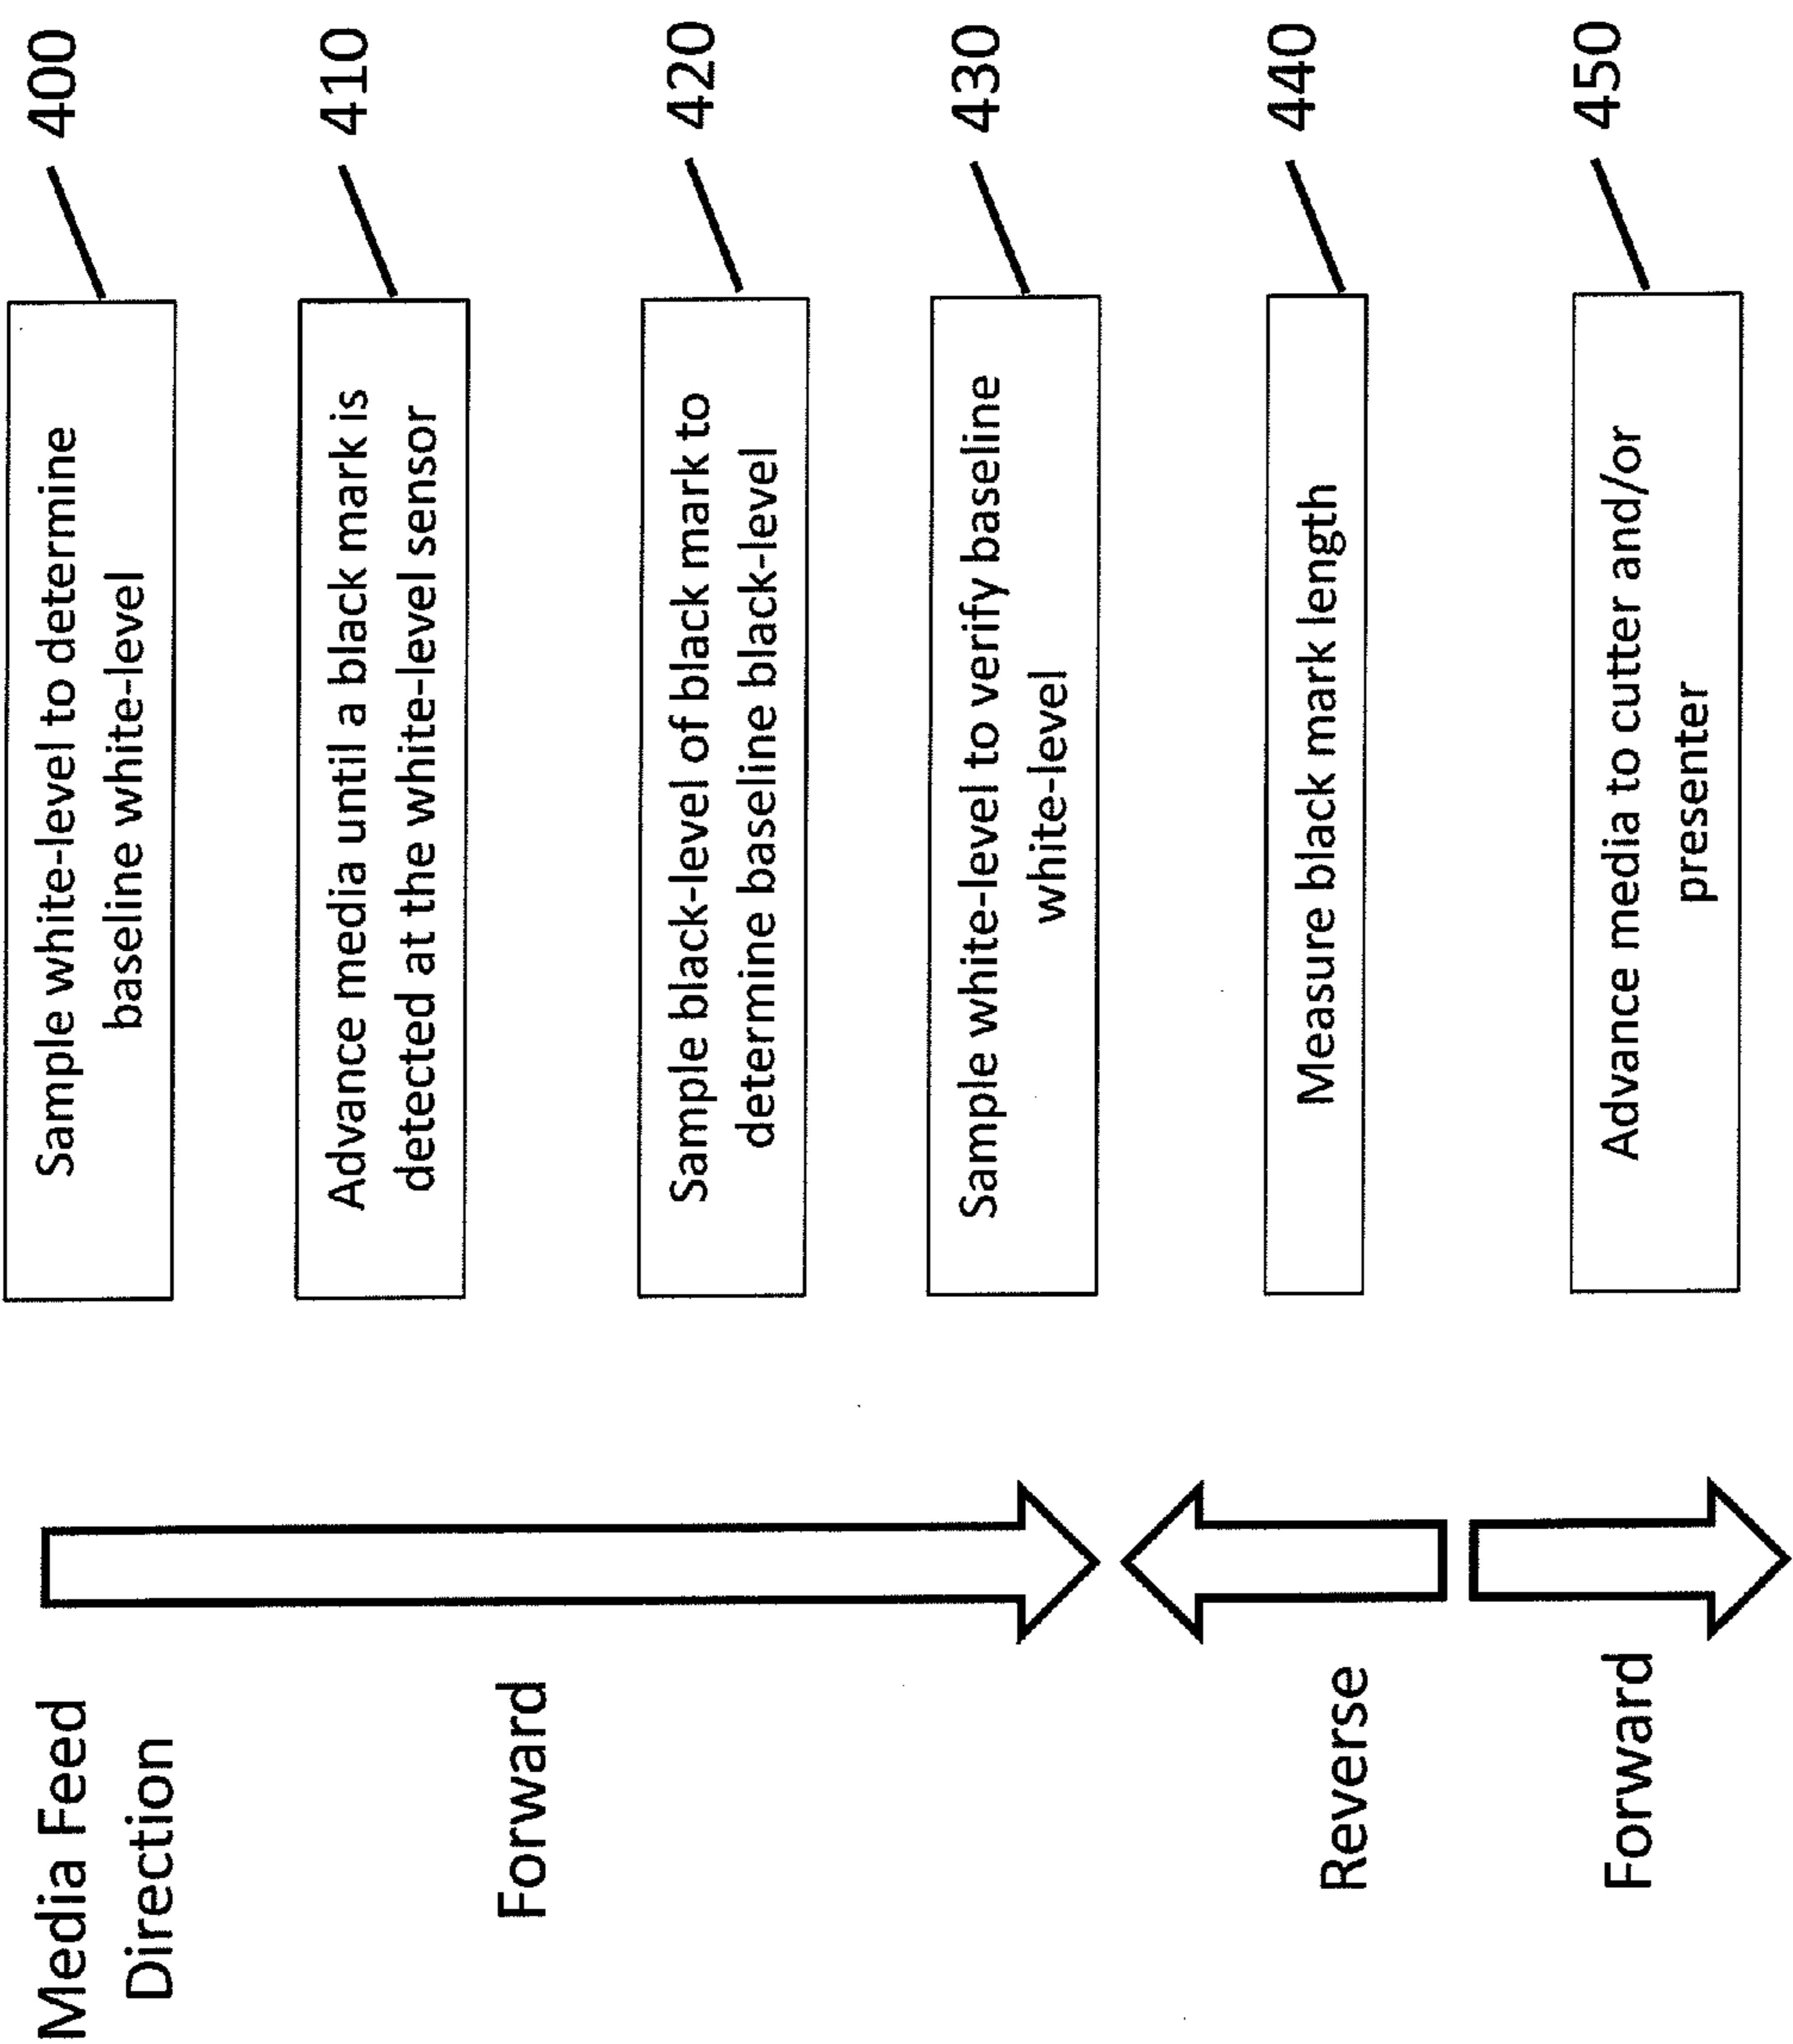 Media Feed
Direction
Forward
Reverse
Forward
Sample white-level to determine
baseline white-level
400
Advance media until a black mark is
detected at the white-level sensor
410
Sample black-level of black mark to
determine baseline black-level
420
Sample white-level to verify baseline
white-level
430
Measure black mark length
440
Advance media to cutter and/or
presenter
450